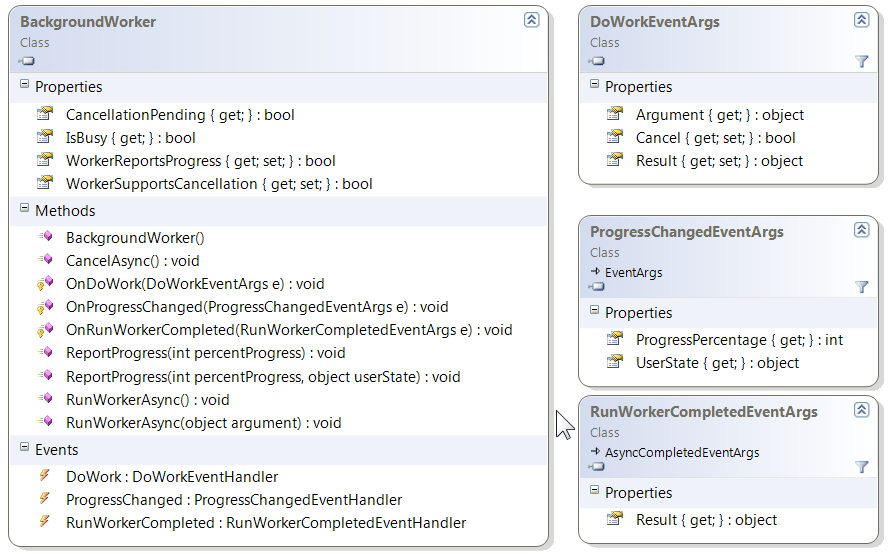 BackgroundWorker
Class
Properties
CancellationPending { get; } : bool
IsBusy { get; } : bool
WorkerReportsProgress { get; set; } : bool
WorkerSupportsCancellation { get; set; } : bool
Methods
BackgroundWorker()
CancelAsync() : void
OnDoWork(DoWorkEventArgs e) : void
OnProgressChanged(ProgressChangedEventArgs e) : void
OnRunWorkerCompleted(RunWorkerCompletedEventArgs e) : void
ReportProgress(int percentProgress) : void
ReportProgress(int percentProgress, object userState) : void
RunWorkerAsync() : void
RunWorkerAsync(object argument) : void
Events
DoWork : DoWorkEventHandler
ProgressChanged : ProgressChangedEventHandler
RunWorkerCompleted : RunWorkerCompletedEventHandler
DoWorkEventArgs
Class
Properties
Argument { get; } : object
Cancel { get; set; } : bool
Result { get; set; } : object
ProgressChangedEventArgs
Class
EventArgs
Properties
ProgressPercentage { get; } : int
UserState { get; } : object
RunWorkerCompletedEventArgs
Class
AsyncCompletedEventArgs
Properties
Result { get; } : object